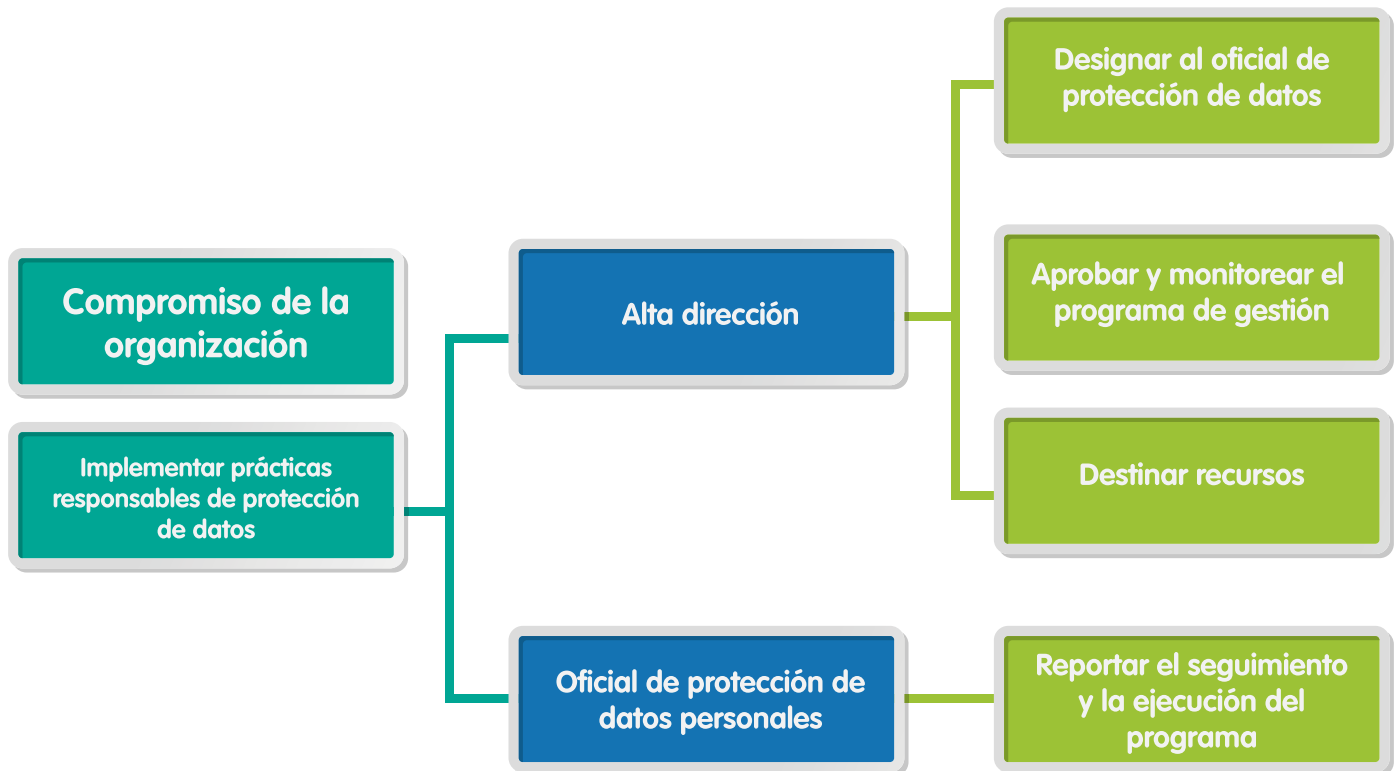 Compromiso de la
organización
Implementar prácticas
responsables de protección
de datos
Alta dirección
Designar al oficial de
protección de datos
Aprobar y monitorear el
programa de gestión
Destinar recursos
Oficial de protección de
datos personales
Reportar el seguimiento
y la ejecución del
programa